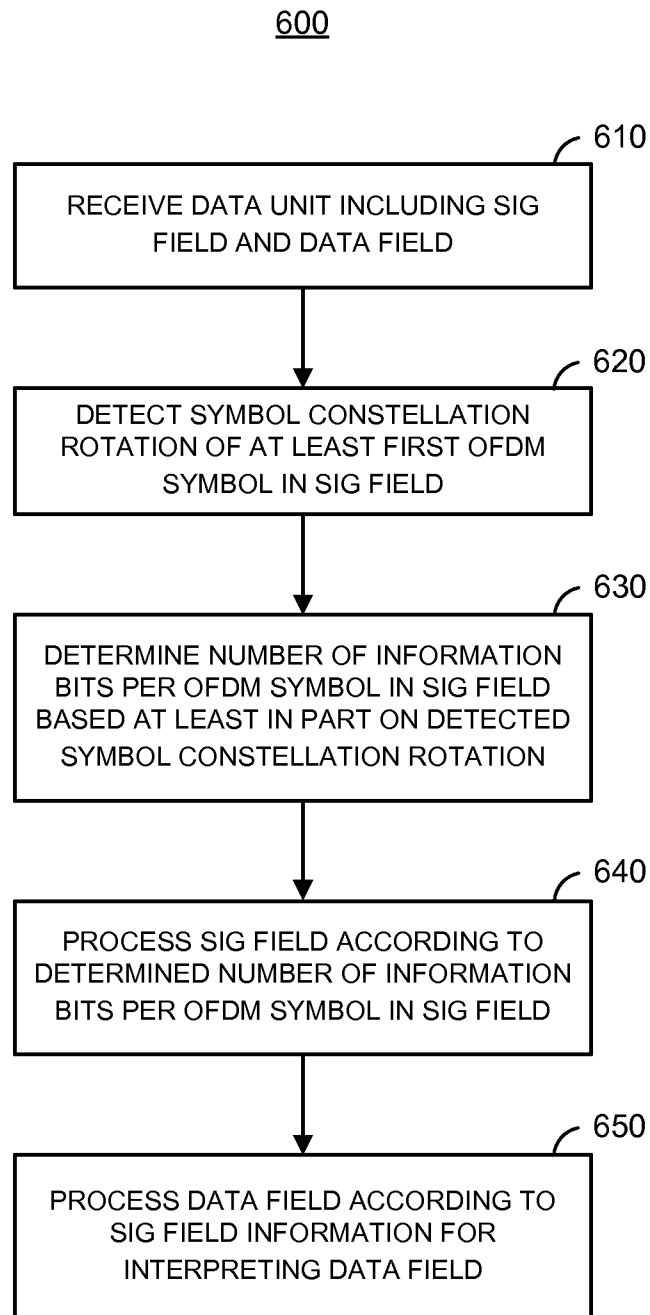 600
610
RECEIVE DATA UNIT INCLUDING SIG
FIELD AND DATA FIELD
620
DETECT SYMBOL CONSTELLATION
ROTATION OF AT LEAST FIRST OFDM
SYMBOL IN SIG FIELD
630
DETERMINE NUMBER OF INFORMATION
BITS PER OFDM SYMBOL IN SIG FIELD
BASED AT LEAST IN PART ON DETECTED
SYMBOL CONSTELLATION ROTATION
640
PROCESS SIG FIELD ACCORDING TO
DETERMINED NUMBER OF INFORMATION
BITS PER OFDM SYMBOL IN SIG FIELD
650
PROCESS DATA FIELD ACCORDING TO
SIG FIELD INFORMATION FOR
INTERPRETING DATA FIELD